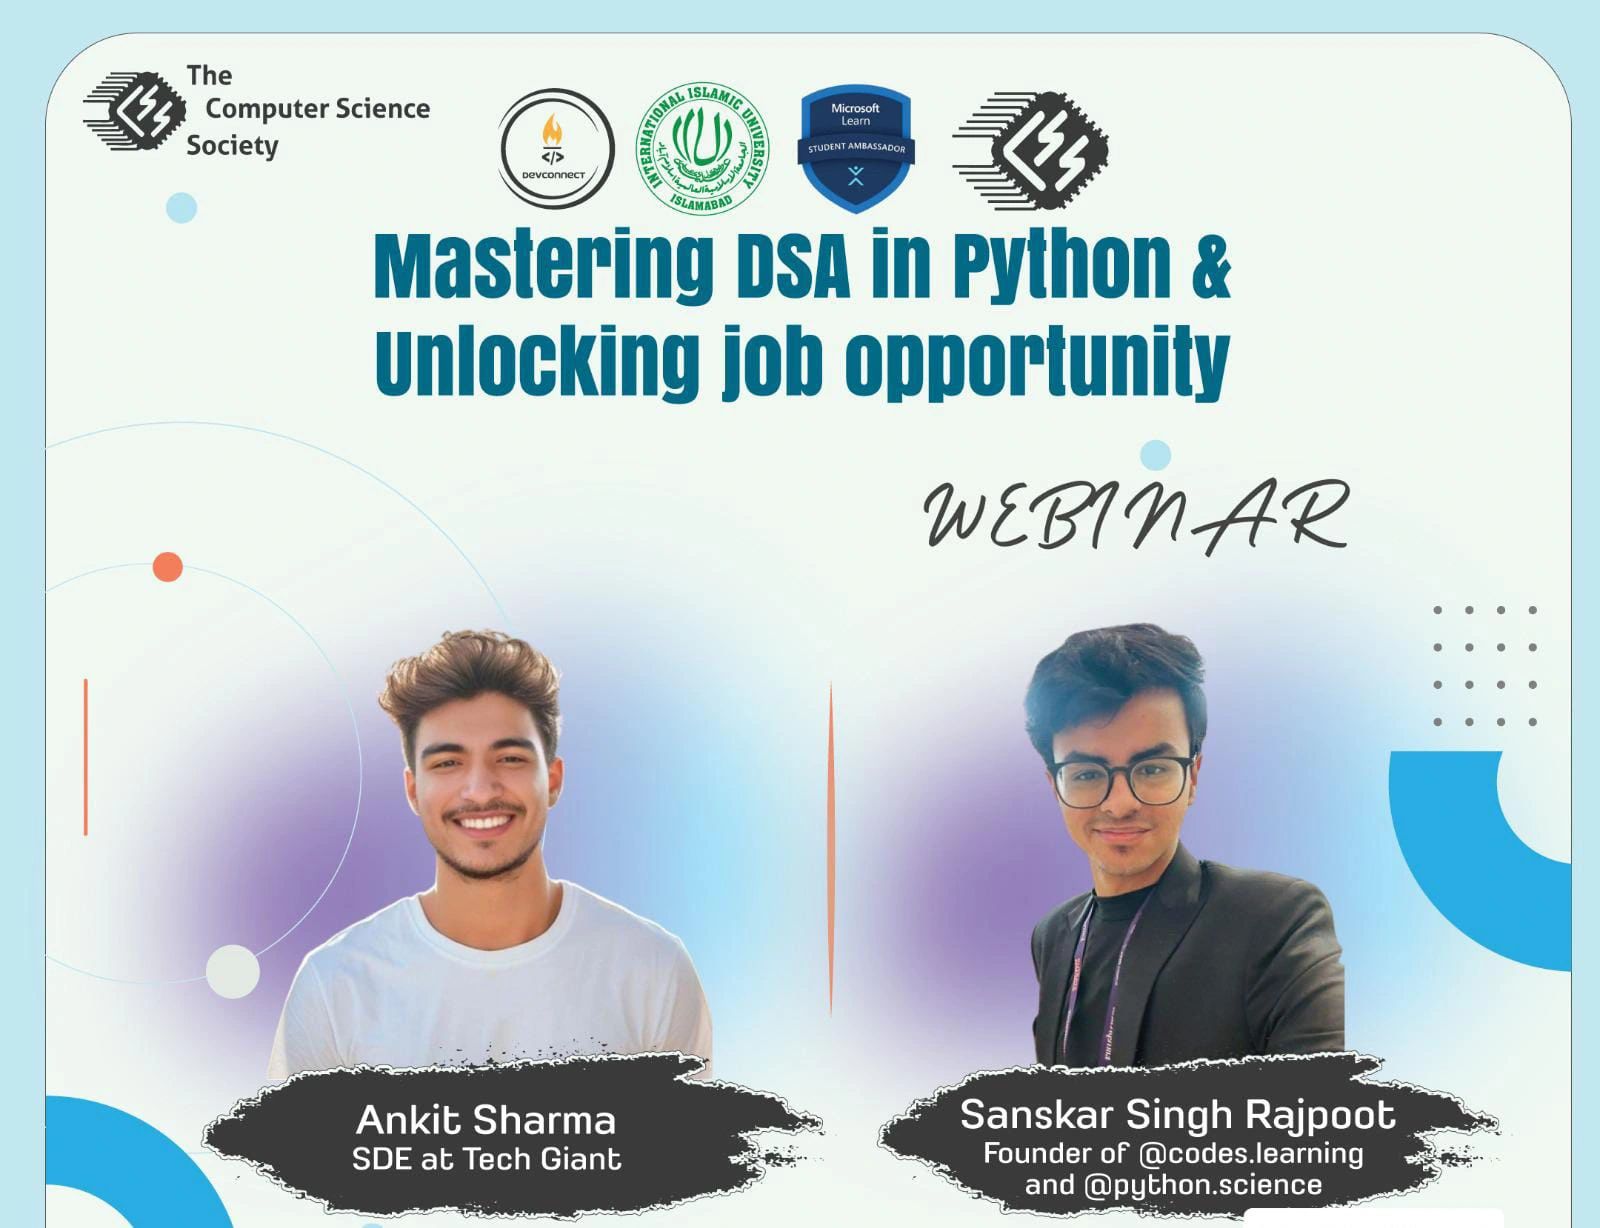 The
Computer Science
Society
DEVCONNECT
INTERNATIONAL ISLAMIC UNIVERSITY
ISLAMABAD
Microsoft
Learn
STUDENT AMBASSADOR
Mastering DSA in Python &
Unlocking job opportunity
WEBINAR
Ankit Sharma
SDE at Tech Giant
Sanskar Singh Rajpoot
Founder of @codes.learning
and @python.science